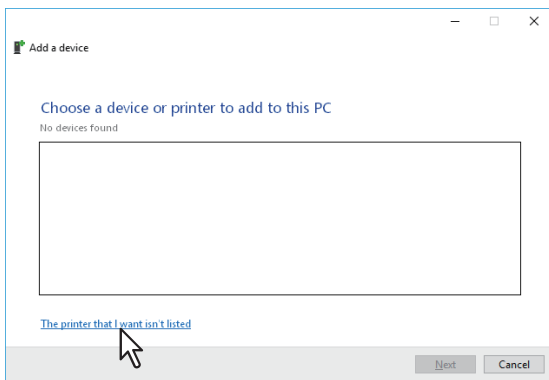 Add a device
Choose a device or printer to add to this PC
No devices found
The printer that I want isn't listed
Next
Cancel